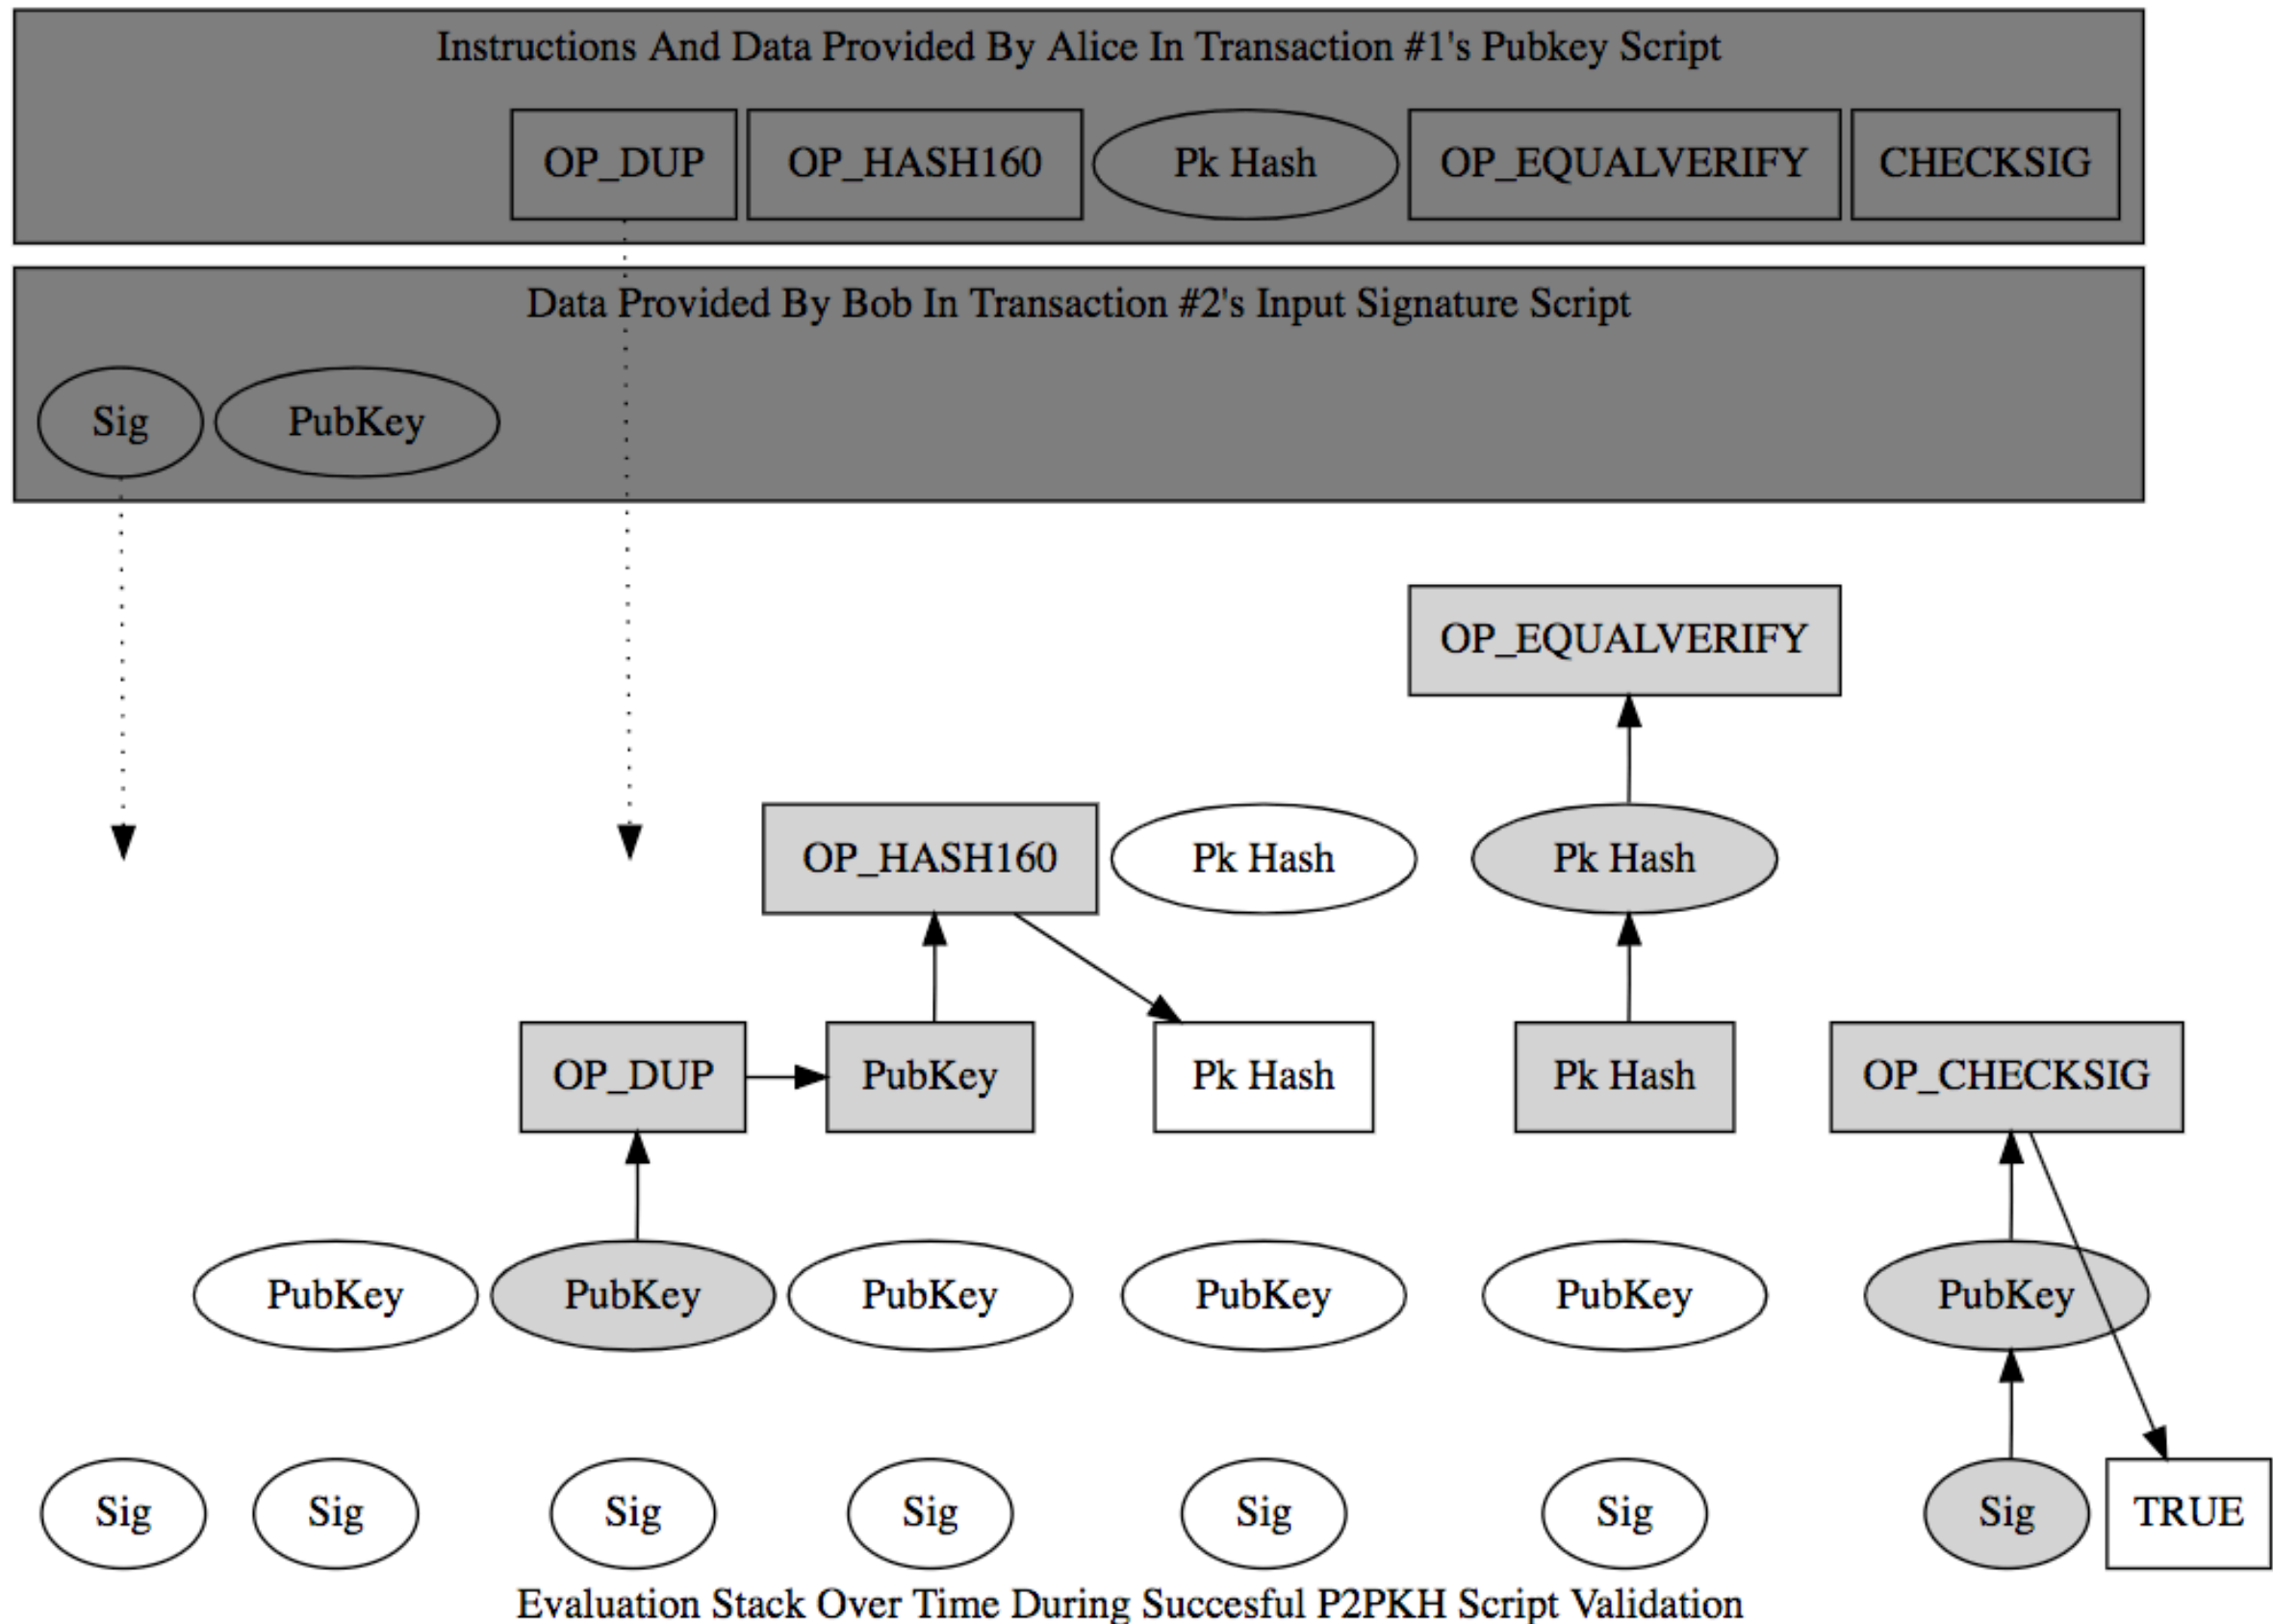 Instructions And Data Provided By Alice In Transaction #1's Pubkey Script
OP_DUP OP_HASH160 Pk Hash OP_EQUALVERIFY CHECKSIG
Data Provided By Bob In Transaction #2's Input Signature Script
Sig PubKey
OP_EQUALVERIFY
OP_HASH160 Pk Hash Pk Hash
OP_DUP PubKey Pk Hash Pk Hash OP_CHECKSIG
PubKey PubKey PubKey PubKey PubKey PubKey
Sig Sig Sig Sig Sig Sig Sig TRUE
Evaluation Stack Over Time During Succesful P2PKH Script Validation